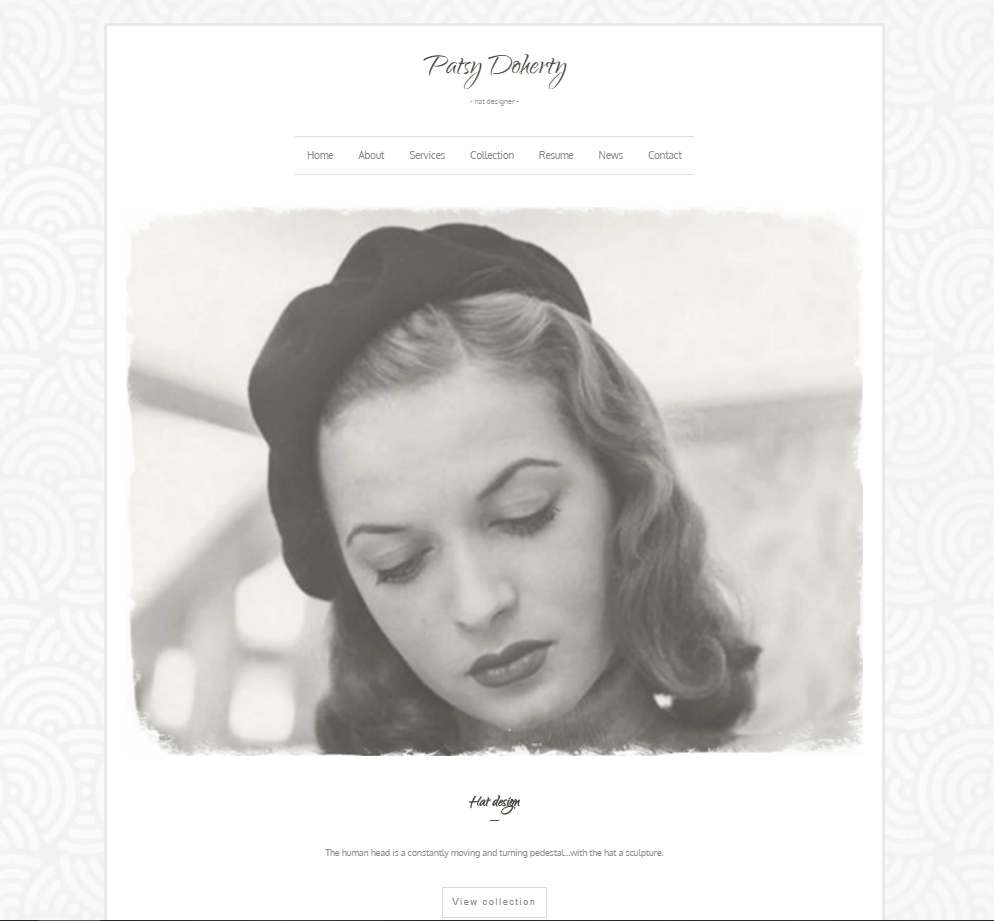 Patsy Doherty
- hat designer -
Home About Services Collection Resume News Contact
Hat design
The human head is a constantly moving and turning pedestal...with the hat a sculpture.
View collection